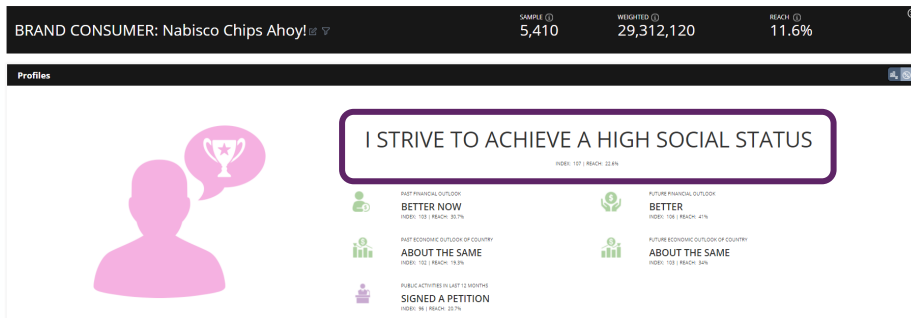 BRAND CONSUMER: Nabisco Chips Ahoy!
SAMPLE
5,410
WEIGHTED
29,312,120
REACH
11.6%
Profiles
I STRIVE TO ACHIEVE A HIGH SOCIAL STATUS
INDEX: 107 | REACH: 22.6%
PAST FINANCIAL OUTLOOK
BETTER NOW
INDEX: 103 | REACH: 30.7%
FUTURE FINANCIAL OUTLOOK
BETTER
INDEX: 106 | REACH: 41%
PAST ECONOMIC OUTLOOK OF COUNTRY
ABOUT THE SAME
INDEX: 102 | REACH: 19.3%
FUTURE ECONOMIC OUTLOOK OF COUNTRY
ABOUT THE SAME
INDEX: 103 | REACH: 34%
PUBLIC ACTIVITIES IN LAST 12 MONTHS
SIGNED A PETITION
INDEX: 96 | REACH: 20.7%